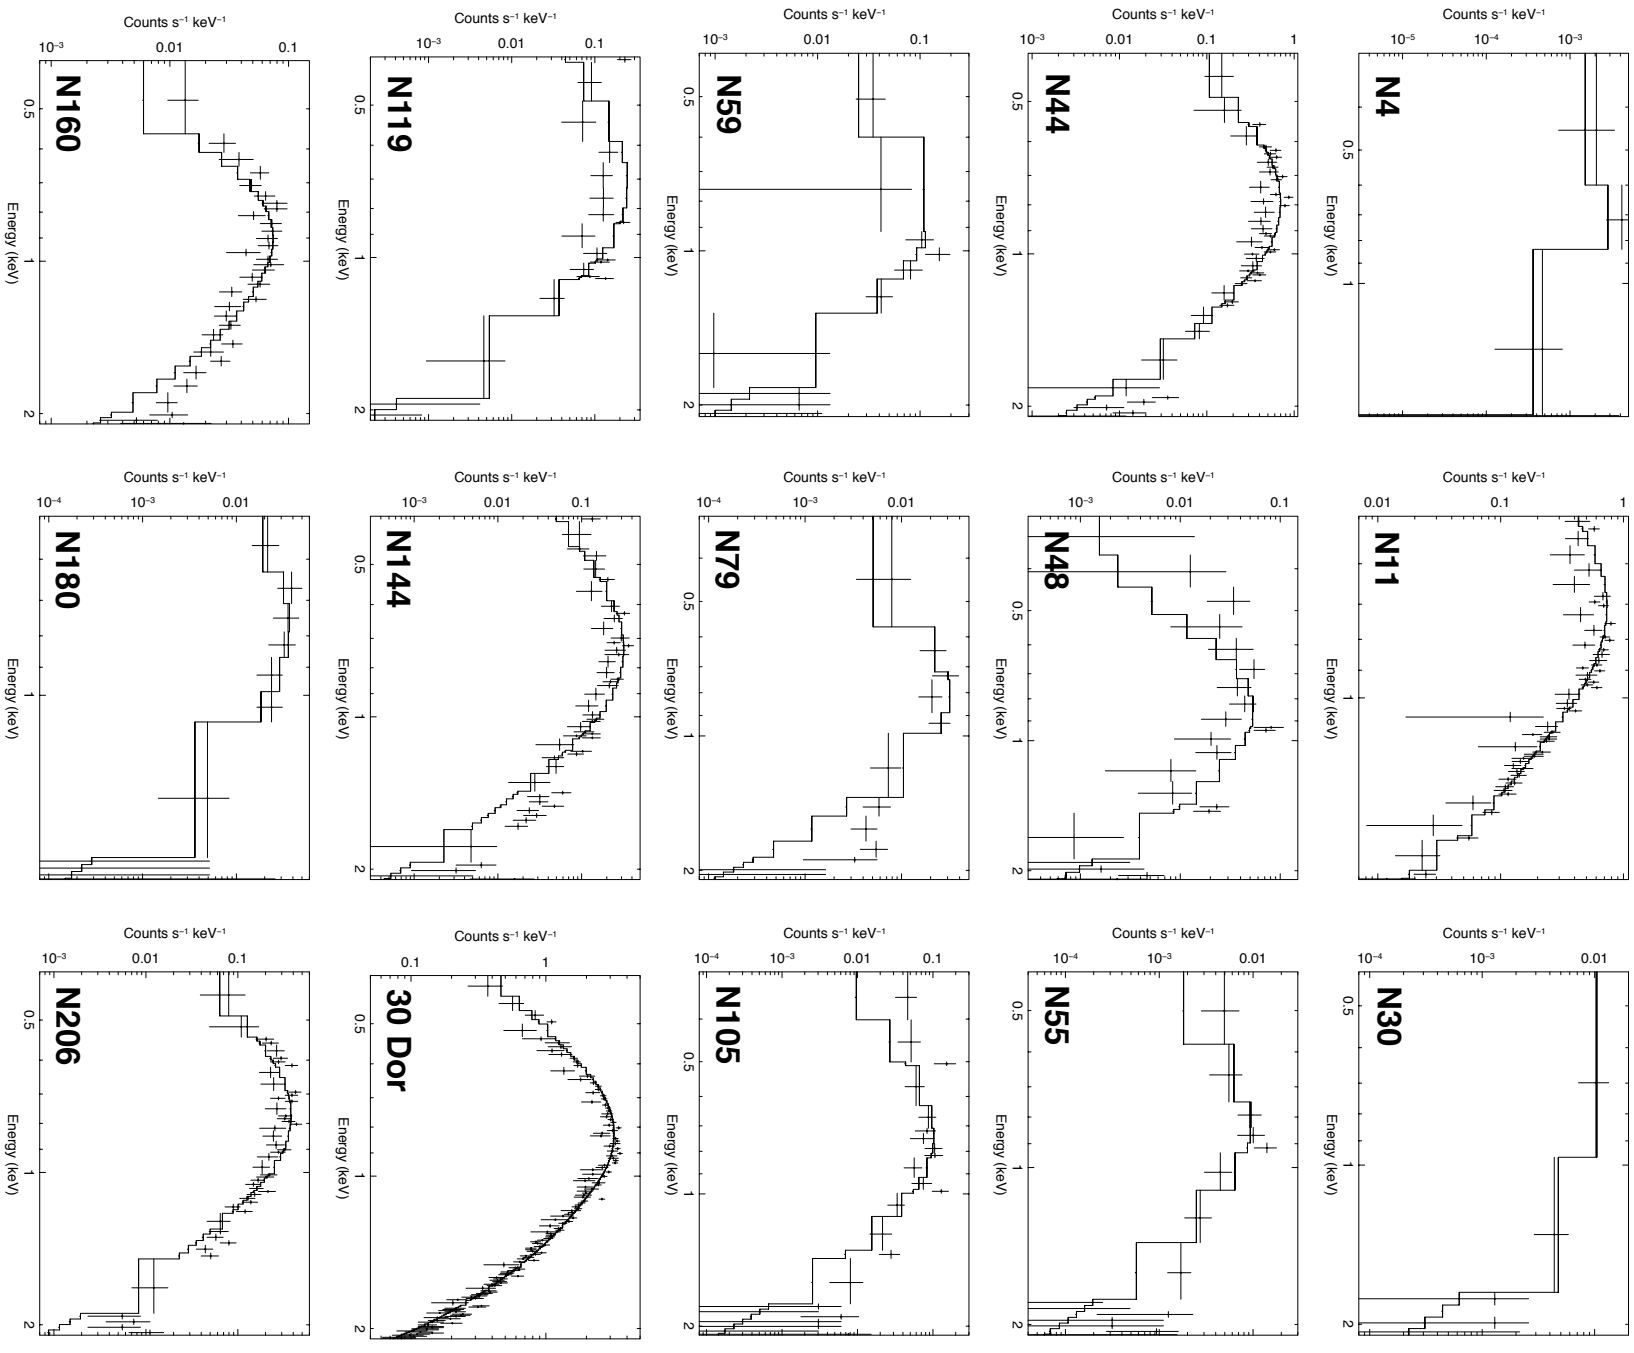 Counts s⁻¹ keV⁻¹
10⁻⁵ 10⁻⁴ 10⁻³
N4
0.5 1
Energy (keV)
Counts s⁻¹ keV⁻¹
0.01 0.1 1
N11
1
Energy (keV)
Counts s⁻¹ keV⁻¹
10⁻⁴ 10⁻³ 0.01
N30
0.5 1 2
Energy (keV)
Counts s⁻¹ keV⁻¹
10⁻³ 0.01 0.1 1
N44
0.5 1 2
Energy (keV)
Counts s⁻¹ keV⁻¹
10⁻³ 0.01 0.1
N48
0.5 1 2
Energy (keV)
Counts s⁻¹ keV⁻¹
10⁻⁴ 10⁻³ 0.01
N55
0.5 1 2
Energy (keV)
Counts s⁻¹ keV⁻¹
10⁻³ 0.01 0.1
N59
0.5 1 2
Energy (keV)
Counts s⁻¹ keV⁻¹
10⁻⁴ 10⁻³ 0.01
N79
0.5 1 2
Energy (keV)
Counts s⁻¹ keV⁻¹
10⁻⁴ 10⁻³ 0.01 0.1
N105
0.5 1 2
Energy (keV)
Counts s⁻¹ keV⁻¹
10⁻³ 0.01 0.1
N119
0.5 1 2
Energy (keV)
Counts s⁻¹ keV⁻¹
10⁻³ 0.01 0.1
N144
0.5 1 2
Energy (keV)
Counts s⁻¹ keV⁻¹
0.1 1
30 Dor
0.5 1 2
Energy (keV)
Counts s⁻¹ keV⁻¹
10⁻³ 0.01 0.1
N160
0.5 1 2
Energy (keV)
Counts s⁻¹ keV⁻¹
10⁻⁴ 10⁻³ 0.01
N180
1
Energy (keV)
Counts s⁻¹ keV⁻¹
10⁻³ 0.01 0.1
N206
0.5 1 2
Energy (keV)